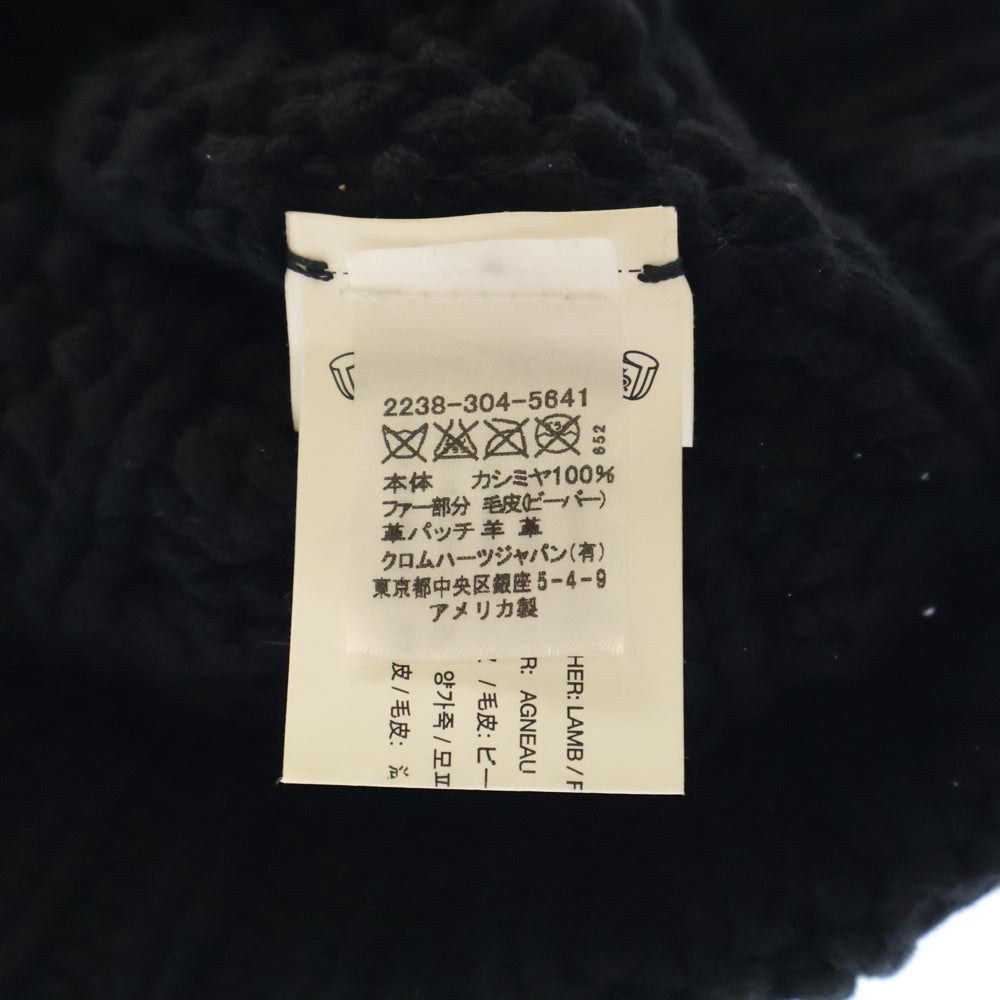 2238-304-5641
652
本体 カシミヤ100%
ファー部分 毛皮(ビーバー)
革パッチ 羊 革
クロムハーツジャパン(有)
東京都中央区銀座5-4-9
アメリカ製
HER: LAMB / F
R: AGNEAU
/ 毛皮: ビー
양가죽 / 모피
皮 / 毛皮: